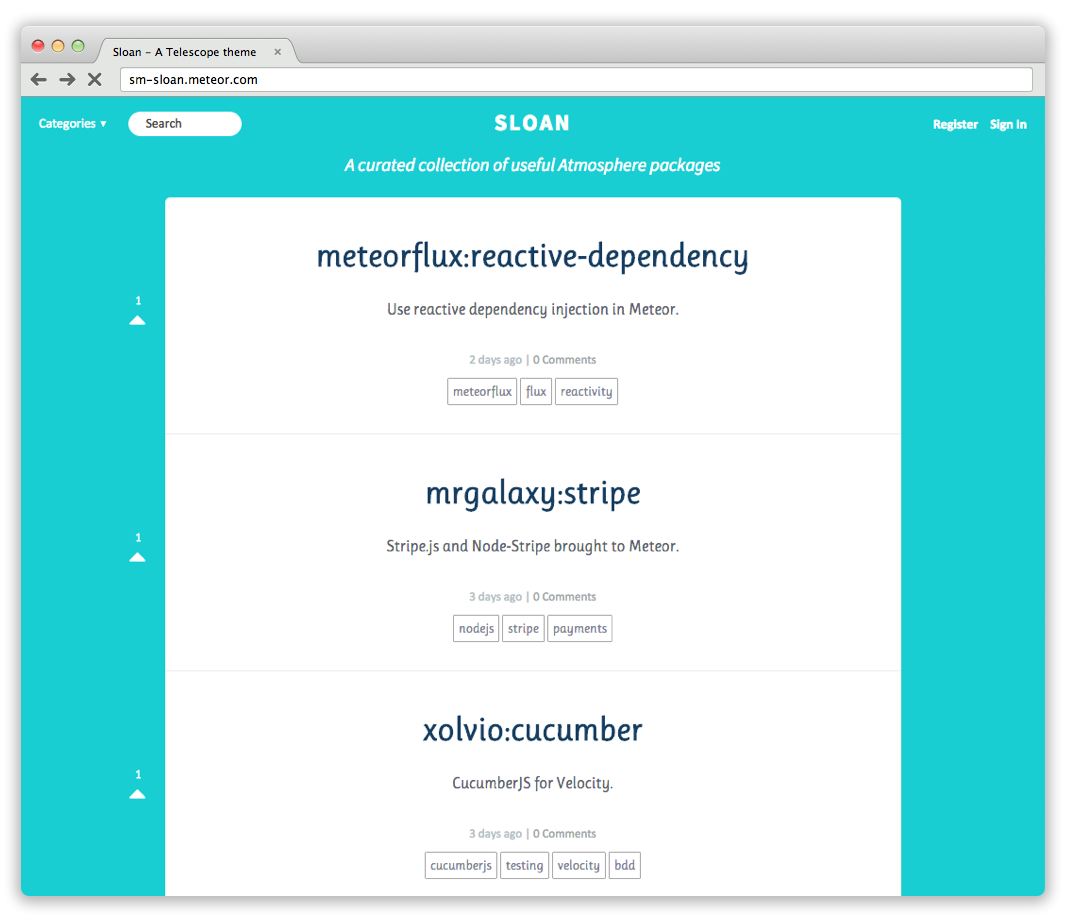 Sloan – A Telescope theme
sm-sloan.meteor.com
Categories ▼ Search SLOAN Register Sign In
A curated collection of useful Atmosphere packages
meteorflux:reactive-dependency
1
Use reactive dependency injection in Meteor.
2 days ago | 0 Comments
meteorflux flux reactivity
mrgalaxy:stripe
1
Stripe.js and Node-Stripe brought to Meteor.
3 days ago | 0 Comments
nodejs stripe payments
xolvio:cucumber
1
CucumberJS for Velocity.
3 days ago | 0 Comments
cucumberjs testing velocity bdd